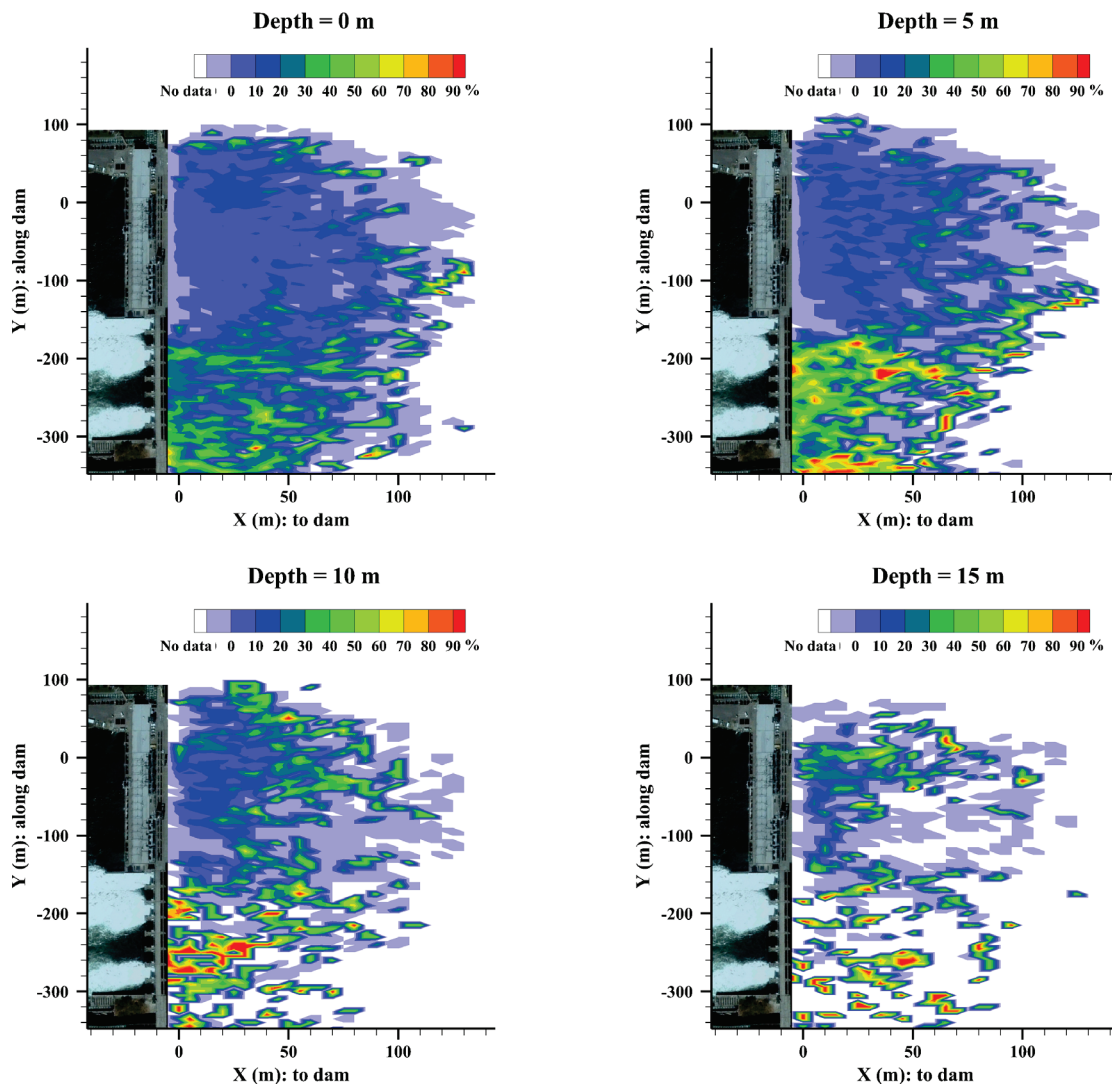 Depth = 0 m
No data 0 10 20 30 40 50 60 70 80 90 %
100
0
-100
-200
-300
Y (m): along dam
0 50 100
X (m): to dam
Depth = 5 m
No data 0 10 20 30 40 50 60 70 80 90 %
100
0
-100
-200
-300
Y (m): along dam
0 50 100
X (m): to dam
Depth = 10 m
No data 0 10 20 30 40 50 60 70 80 90 %
100
0
-100
-200
-300
Y (m): along dam
0 50 100
X (m): to dam
Depth = 15 m
No data 0 10 20 30 40 50 60 70 80 90 %
100
0
-100
-200
-300
Y (m): along dam
0 50 100
X (m): to dam